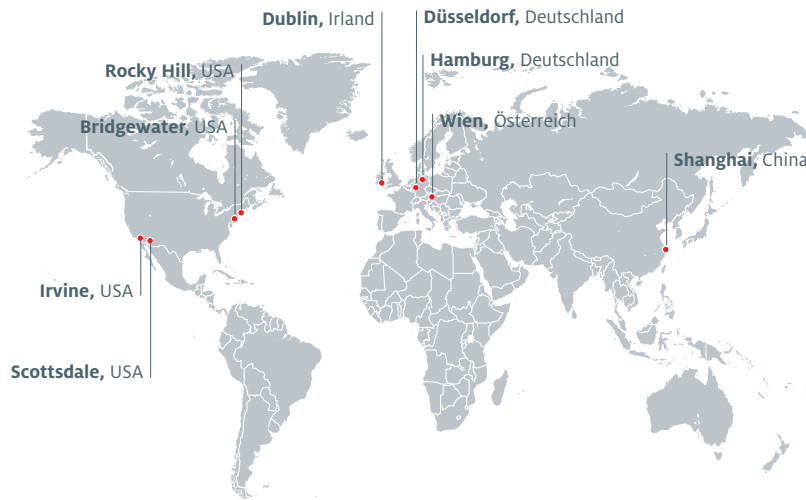 Dublin, Irland
Düsseldorf, Deutschland
Hamburg, Deutschland
Rocky Hill, USA
Bridgewater, USA
Wien, Österreich
Shanghai, China
Irvine, USA
Scottsdale, USA